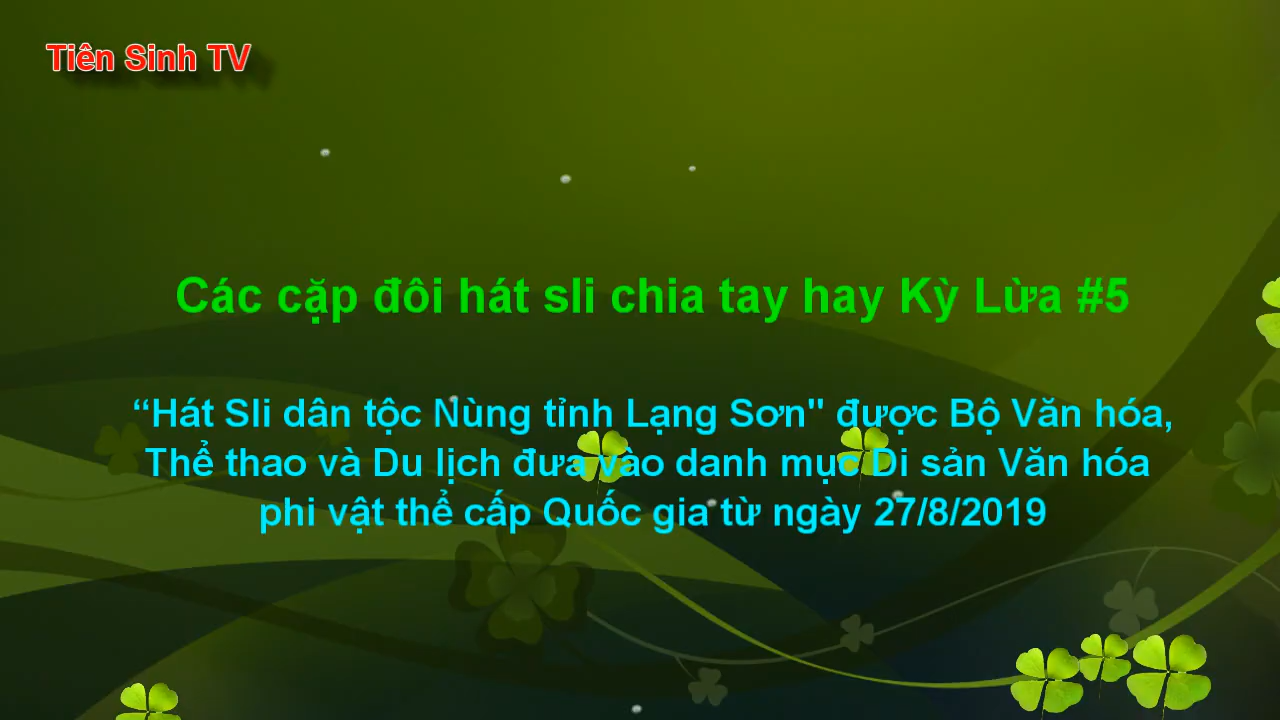 Tiên Sinh TV
Các cặp đôi hát sli chia tay hay Kỳ Lừa #5
“Hát Sli dân tộc Nùng tỉnh Lạng Sơn" được Bộ Văn hóa,
Thể thao và Du lịch đưa vào danh mục Di sản Văn hóa
phi vật thể cấp Quốc gia từ ngày 27/8/2019